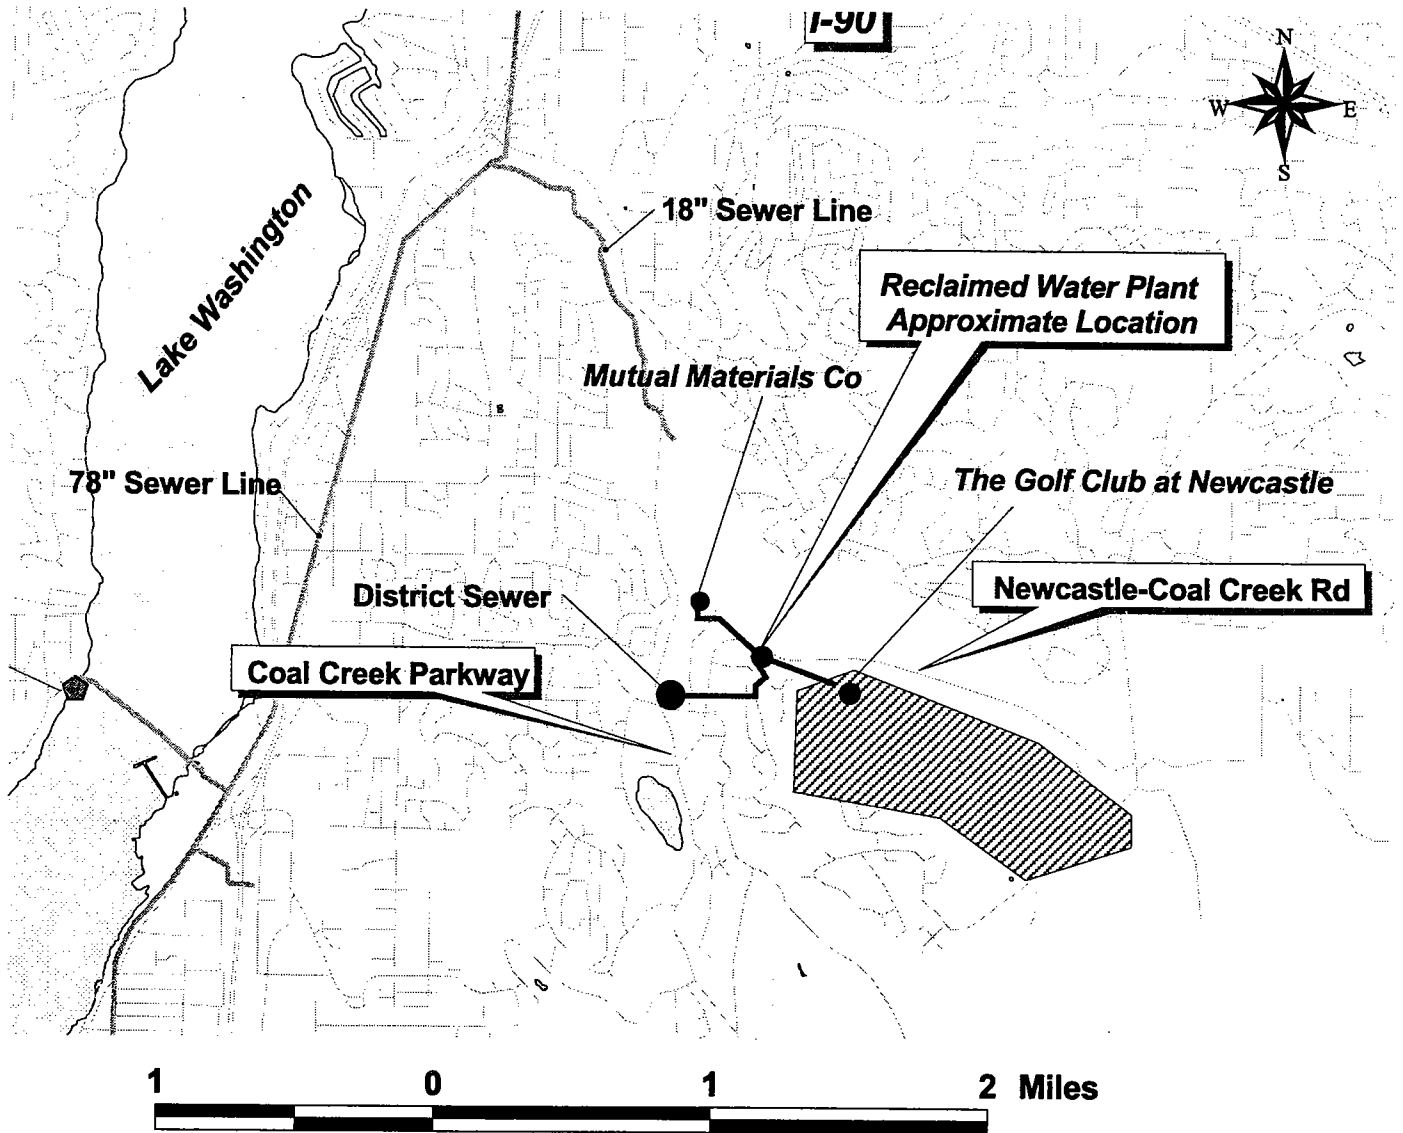 I-90
N
W E
S
Lake Washington
18" Sewer Line
Reclaimed Water Plant
Approximate Location
Mutual Materials Co
78" Sewer Line
The Golf Club at Newcastle
District Sewer
Newcastle-Coal Creek Rd
Coal Creek Parkway
1 0 1 2 Miles